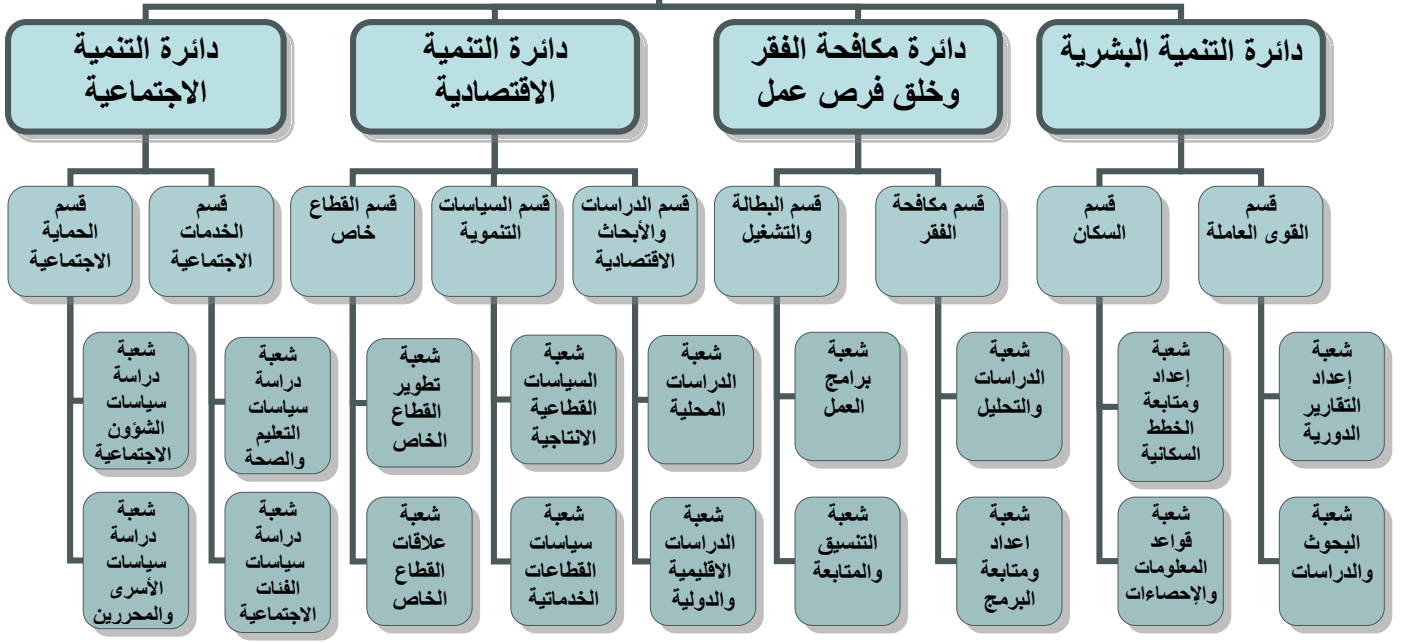 دائرة التنمية البشرية
دائرة مكافحة الفقر
وخلق فرص عمل
دائرة التنمية
الاقتصادية
دائرة التنمية
الاجتماعية
قسم
القوى العاملة
قسم
السكان
قسم مكافحة
الفقر
قسم البطالة
والتشغيل
قسم الدراسات
والأبحاث
الاقتصادية
قسم السياسات
التنموية
قسم القطاع
خاص
قسم
الخدمات
الاجتماعية
قسم
الحماية
الاجتماعية
شعبة
إعداد
التقارير
الدورية
شعبة
إعداد
ومتابعة
الخطط
السكانية
شعبة
الدراسات
والتحليل
شعبة
برامج
العمل
شعبة
الدراسات
المحلية
شعبة
السياسات
القطاعية
الانتاجية
شعبة
تطوير
القطاع
الخاص
شعبة
دراسة
سياسات
التعليم
والصحة
شعبة
دراسة
سياسات
الشؤون
الاجتماعية
شعبة
البحوث
والدراسات
شعبة
قواعد
المعلومات
والإحصاءات
شعبة
اعداد
ومتابعة
البرمج
شعبة
التنسيق
والمتابعة
شعبة
الدراسات
الاقليمية
والدولية
شعبة
سياسات
القطاعات
الخدماتية
شعبة
علاقات
القطاع
الخاص
شعبة
دراسة
سياسات
الفئات
الاجتماعية
شعبة
دراسة
سياسات
الأسرى
والمحررين